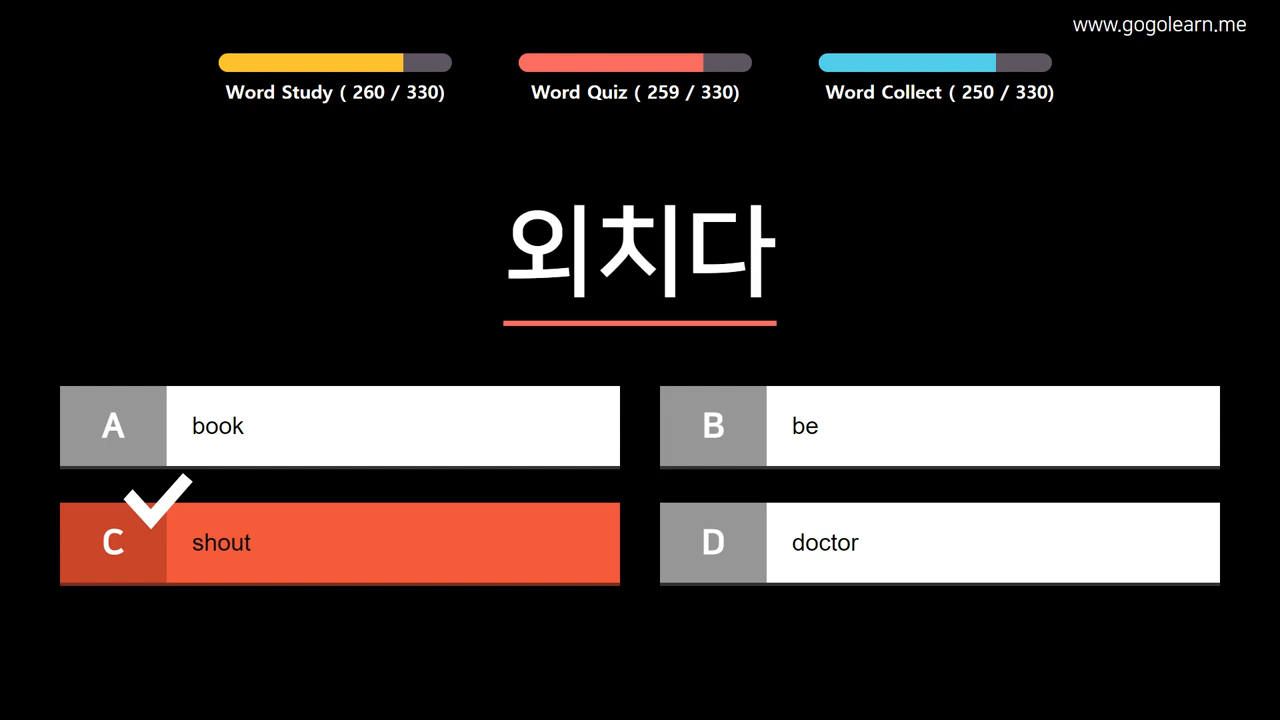 www.gogolearn.me
Word Study ( 260 / 330)
Word Quiz ( 259 / 330)
Word Collect ( 250 / 330)
외치다
A book
B be
C shout
D doctor